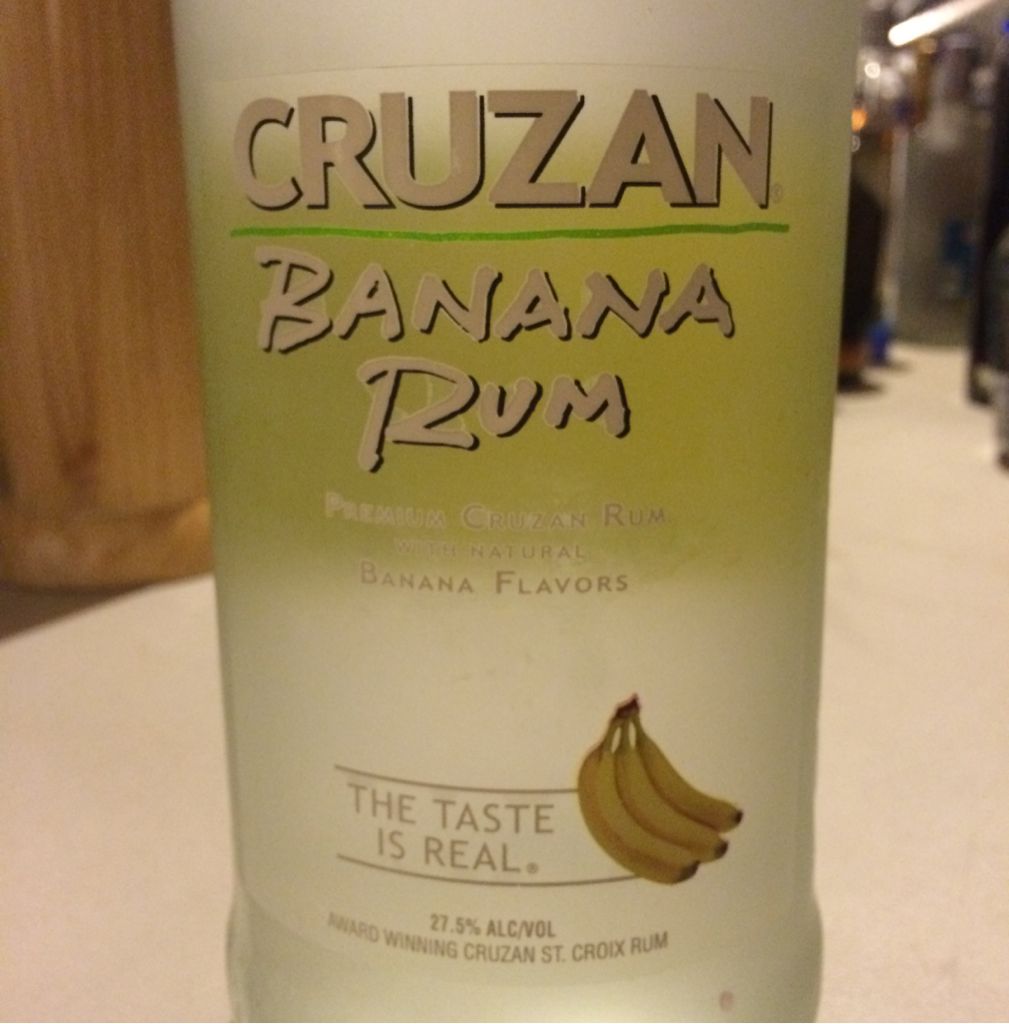 CRUZAN®
BANANA
RUM
PREMIUM CRUZAN RUM
WITH NATURAL
BANANA FLAVORS
THE TASTE
IS REAL®
27.5% ALC/VOL
AWARD WINNING CRUZAN ST. CROIX RUM